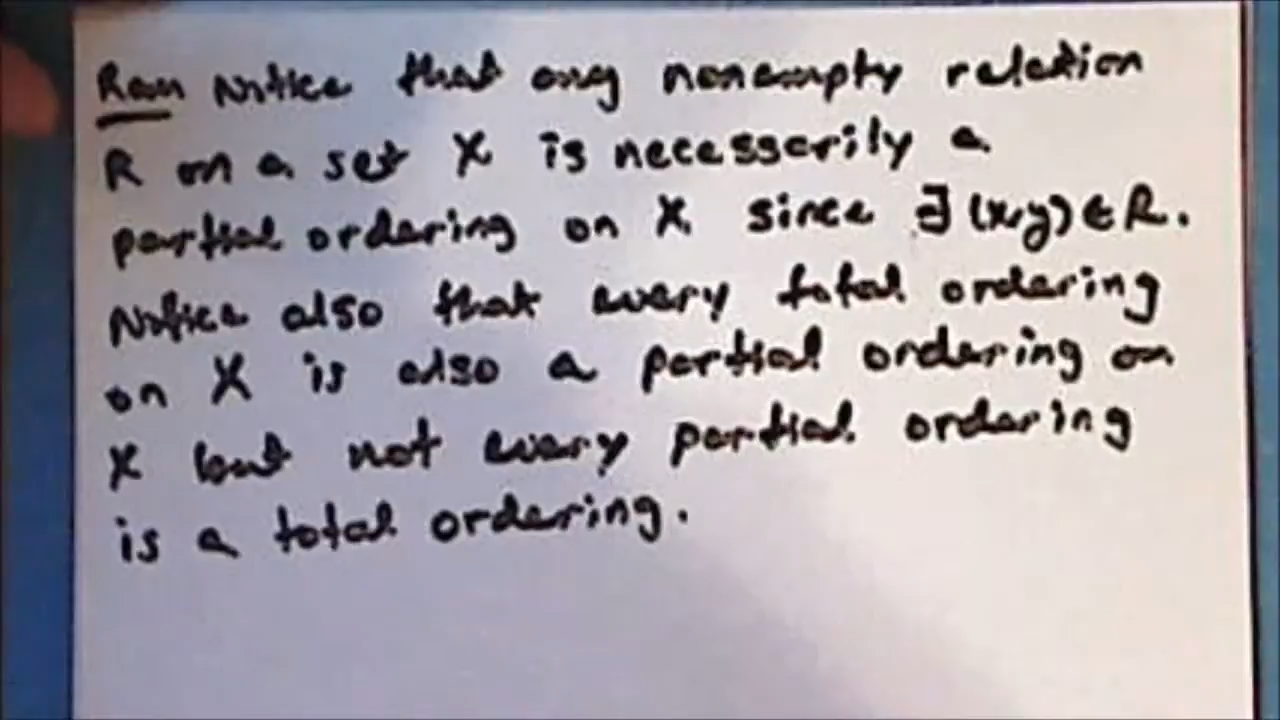 Rem Notice that any nonempty relation
R on a set X is necessarily a
partial ordering on X since ∃ (x,y) ∈ R.
Notice also that every total ordering
on X is also a partial ordering on
X but not every partial ordering
is a total ordering.